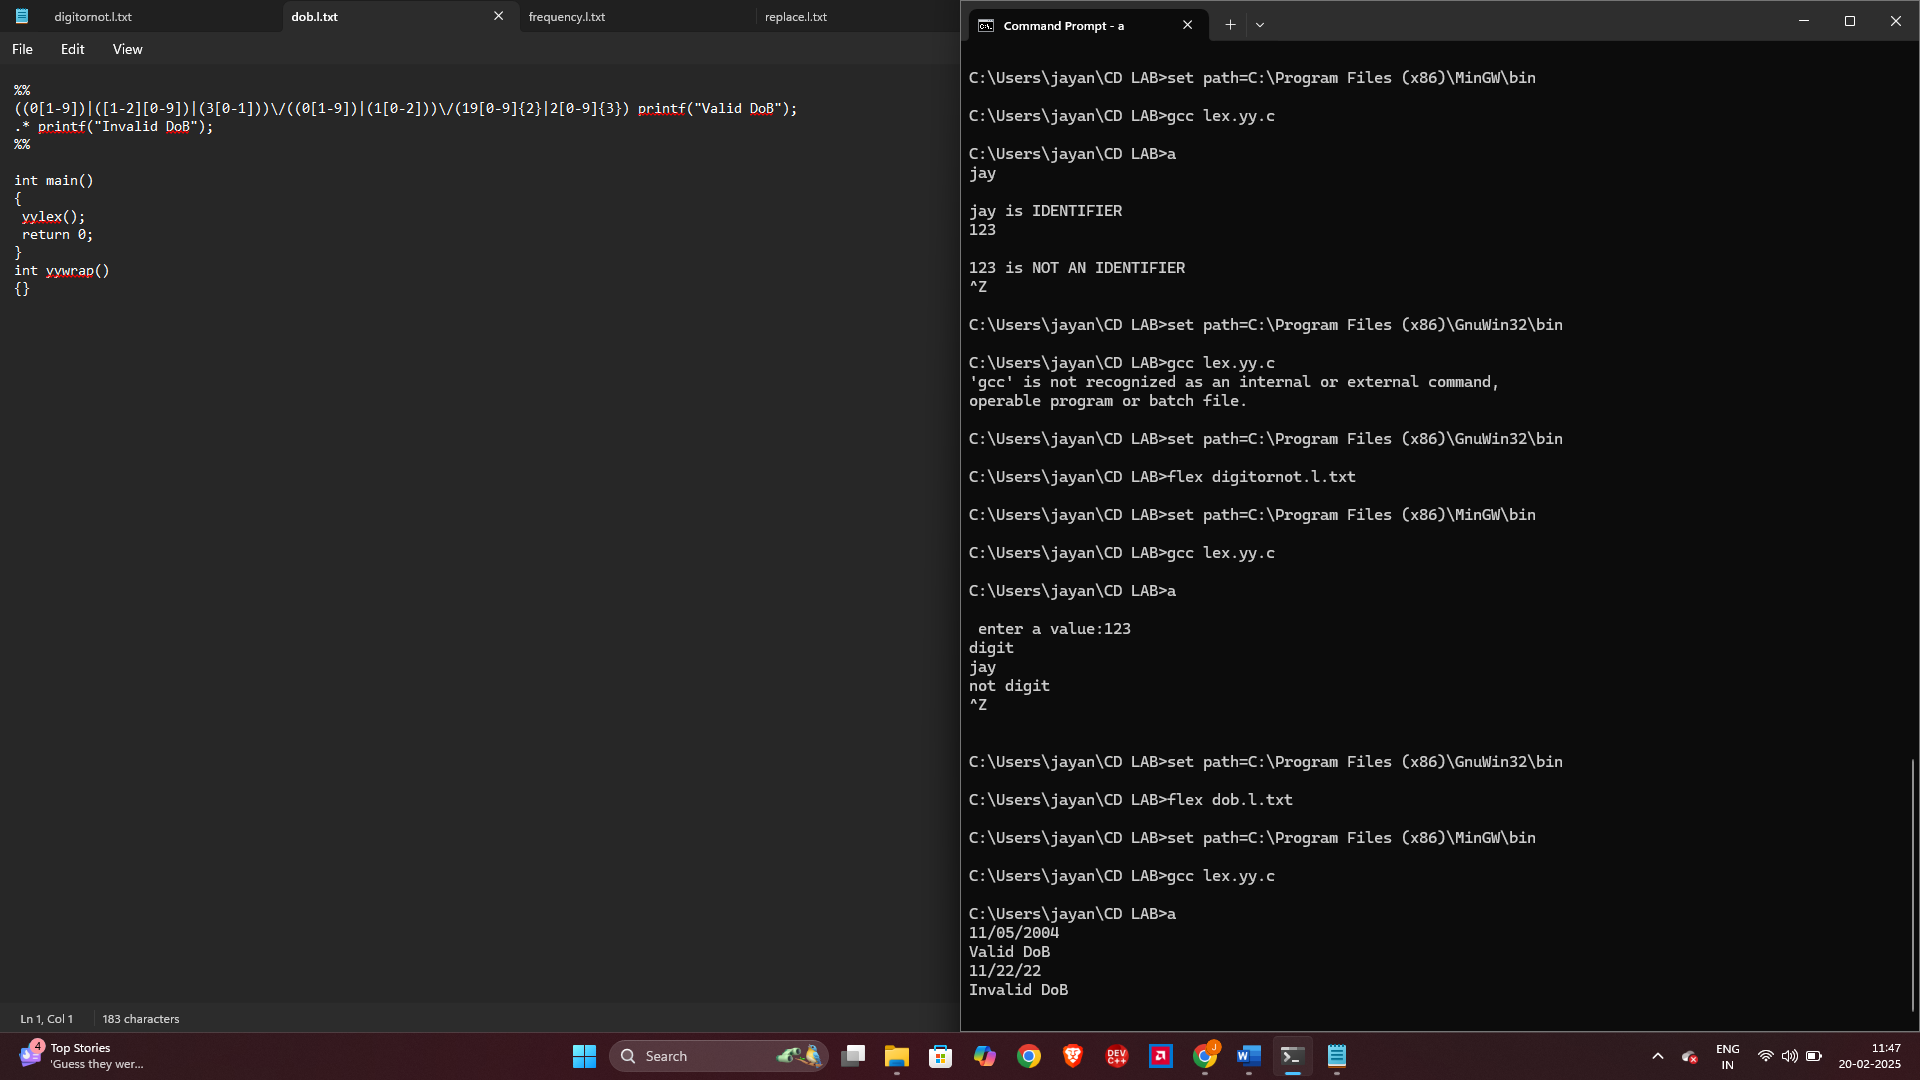 digitornot.l.txt
dob.l.txt
frequency.l.txt
replace.l.txt
File
Edit
View
%%
((0[1-9])|([1-2][0-9])|(3[0-1]))\/((0[1-9])|(1[0-2]))\/(19[0-9]{2}|2[0-9]{3}) printf("Valid DoB");
.* printf("Invalid DoB");
%%
int main()
{
yylex();
return 0;
}
int yywrap()
{}
Ln 1, Col 1
183 characters
Command Prompt - a
C:\Users\jayan\CD LAB>set path=C:\Program Files (x86)\MinGW\bin
C:\Users\jayan\CD LAB>gcc lex.yy.c
C:\Users\jayan\CD LAB>a
jay
jay is IDENTIFIER
123
123 is NOT AN IDENTIFIER
^Z
C:\Users\jayan\CD LAB>set path=C:\Program Files (x86)\GnuWin32\bin
C:\Users\jayan\CD LAB>gcc lex.yy.c
'gcc' is not recognized as an internal or external command,
operable program or batch file.
C:\Users\jayan\CD LAB>set path=C:\Program Files (x86)\GnuWin32\bin
C:\Users\jayan\CD LAB>flex digitornot.l.txt
C:\Users\jayan\CD LAB>set path=C:\Program Files (x86)\MinGW\bin
C:\Users\jayan\CD LAB>gcc lex.yy.c
C:\Users\jayan\CD LAB>a
enter a value:123
digit
jay
not digit
^Z
C:\Users\jayan\CD LAB>set path=C:\Program Files (x86)\GnuWin32\bin
C:\Users\jayan\CD LAB>flex dob.l.txt
C:\Users\jayan\CD LAB>set path=C:\Program Files (x86)\MinGW\bin
C:\Users\jayan\CD LAB>gcc lex.yy.c
C:\Users\jayan\CD LAB>a
11/05/2004
Valid DoB
11/22/22
Invalid DoB
4
Top Stories
'Guess they wer...
Search
DEV
C++
J
W
ENG
IN
11:47
20-02-2025